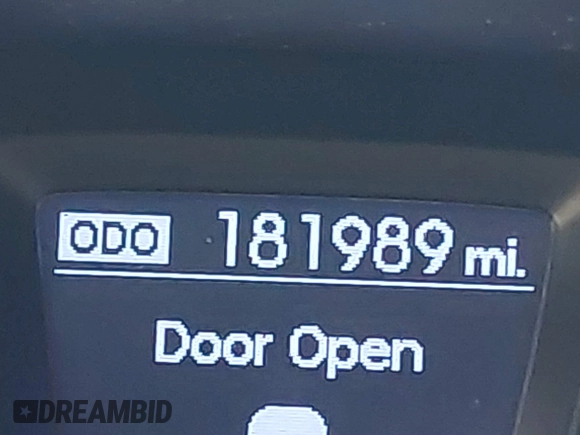 ODO 181989 mi.
Door Open
DREAMBID